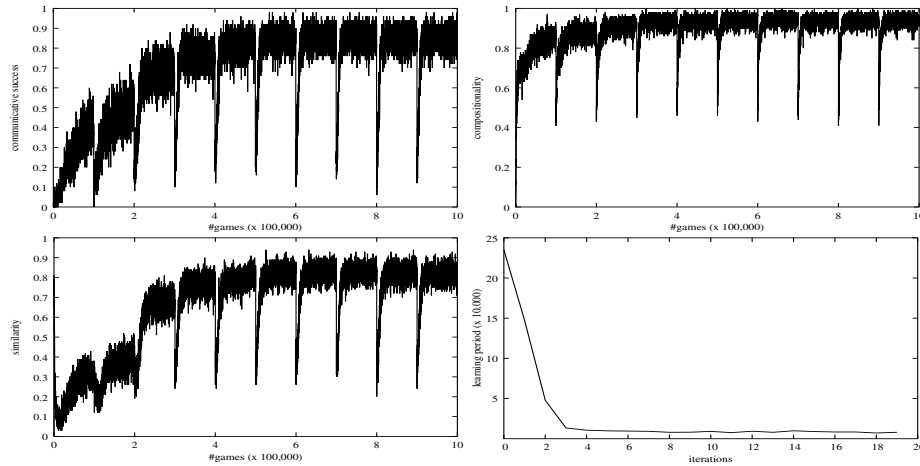 1
0.9
0.8
0.7
0.6
0.5
0.4
0.3
0.2
0.1
0
communicative success
0 2 4 6 8 10
#games (x 100,000)
1
0.8
0.6
0.4
0.2
0
compositionality
0 2 4 6 8 10
#games (x 100,000)
1
0.9
0.8
0.7
0.6
0.5
0.4
0.3
0.2
0.1
0
similarity
0 2 4 6 8 10
#games (x 100,000)
25
20
15
10
5
learning period (x 10,000)
0 2 4 6 8 10 12 14 16 18 20
iterations